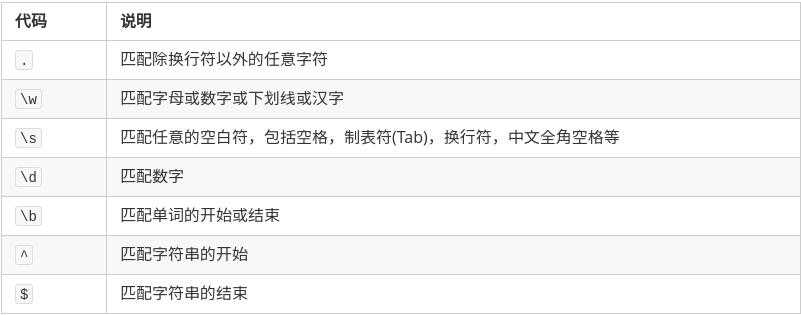 代码 说明
. 匹配除换行符以外的任意字符
\w 匹配字母或数字或下划线或汉字
\s 匹配任意的空白符，包括空格，制表符(Tab)，换行符，中文全角空格等
\d 匹配数字
\b 匹配单词的开始或结束
^ 匹配字符串的开始
$ 匹配字符串的结束